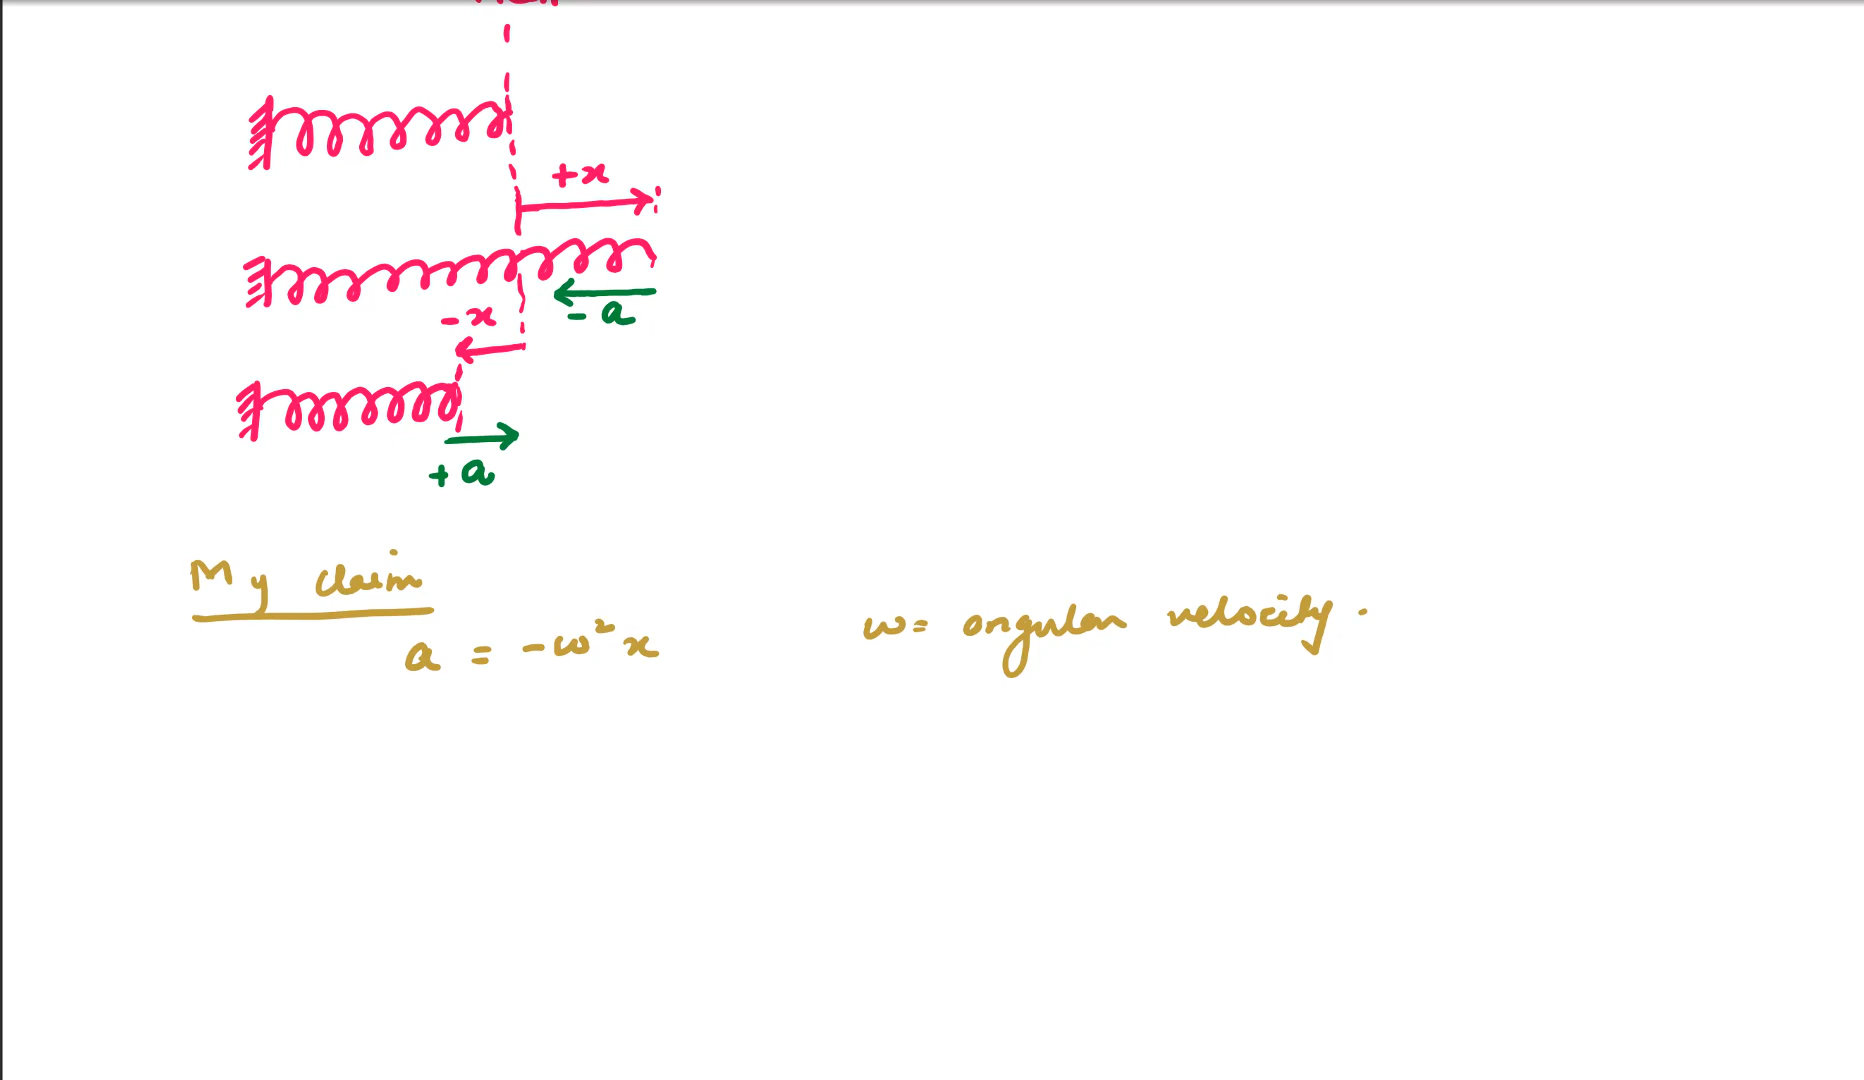 +x
- a
- x
+ a
My claim
a = -ω²x
ω= angular velocity.